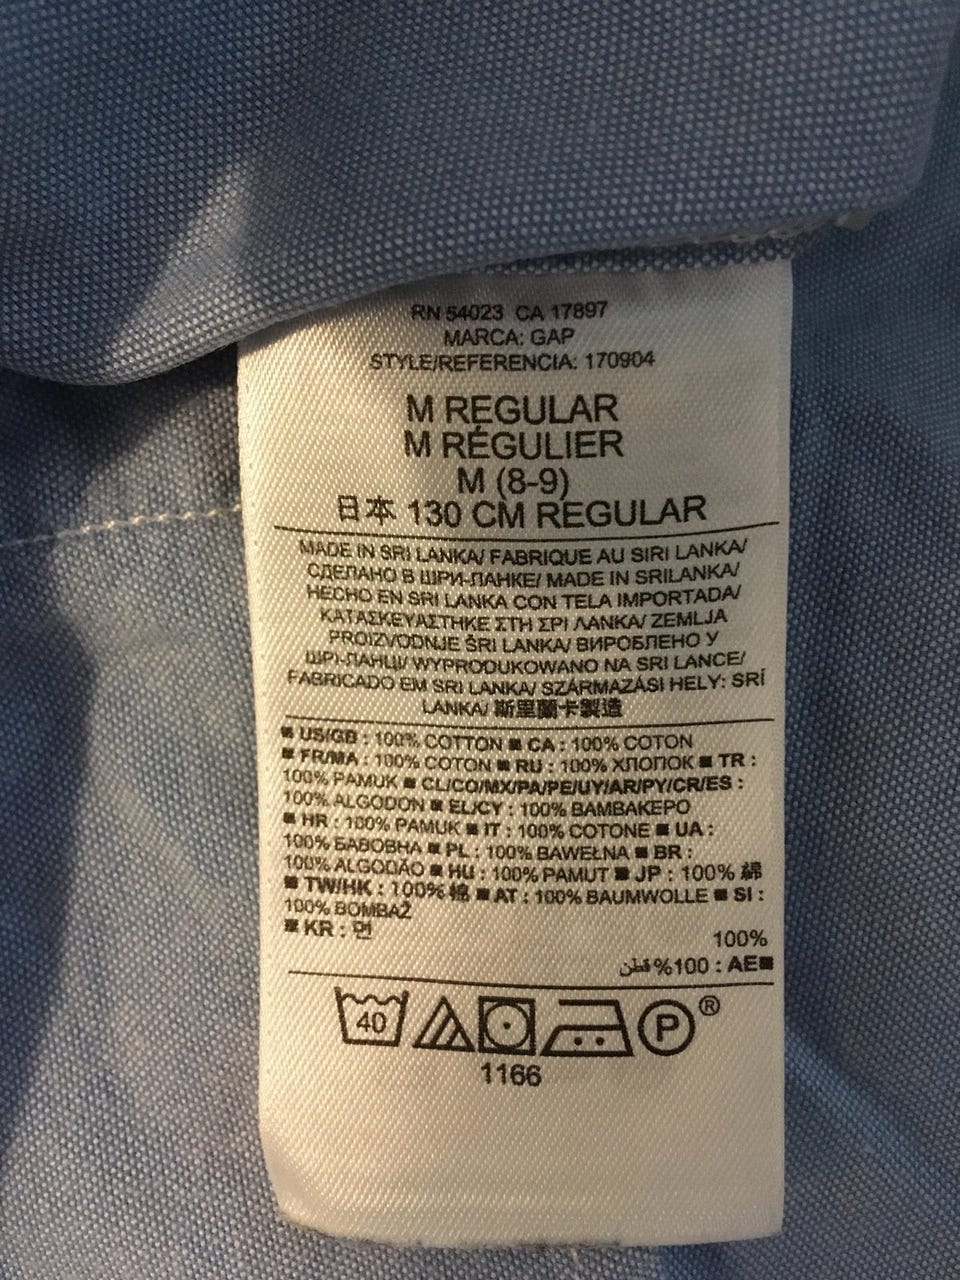 RN 54023 CA 17897
MARCA: GAP
STYLE/REFERENCIA: 170904
M REGULAR
M RÉGULIER
M (8-9)
日本 130 CM REGULAR
MADE IN SRI LANKA/ FABRIQUE AU SIRI LANKA/
СДЕЛАНО В ШРИ-ЛАНКЕ/ MADE IN SRILANKA/
HECHO EN SRI LANKA CON TELA IMPORTADA/
ΚΑΤΑΣΚΕΥΑΣΤΗΚΕ ΣΤΗ ΣΡΙ ΛΑΝΚΑ/ ZEMLJA
PROIZVODNJE ŠRI LANKA/ ВИРОБЛЕНО У
ШРІ-ЛАНЦІ/ WYPRODUKOWANO NA SRI LANCE/
FABRICADO EM SRI LANKA/ SZÁRMAZÁSI HELY: SRÍ
LANKA/ 斯里蘭卡製造
■ US/GB : 100% COTTON ■ CA : 100% COTON
■ FR/MA : 100% COTON ■ RU : 100% ХЛОПОК ■ TR :
100% PAMUK ■ CL/CO/MX/PA/PE/UY/AR/PY/CR/ES :
100% ALGODON ■ EL/CY : 100% ΒΑΜΒΑΚΕΡΟ
■ HR : 100% PAMUK ■ IT : 100% COTONE ■ UA :
100% БАВОВНА ■ PL : 100% BAWEŁNA ■ BR :
100% ALGODÃO ■ HU : 100% PAMUT ■ JP : 100% 綿
■ TW/HK : 100% 棉 ■ AT : 100% BAUMWOLLE ■ SI :
100% BOMBAŽ
■ KR : 면
100%
قطن %100 : AE■
40 P ®
1166